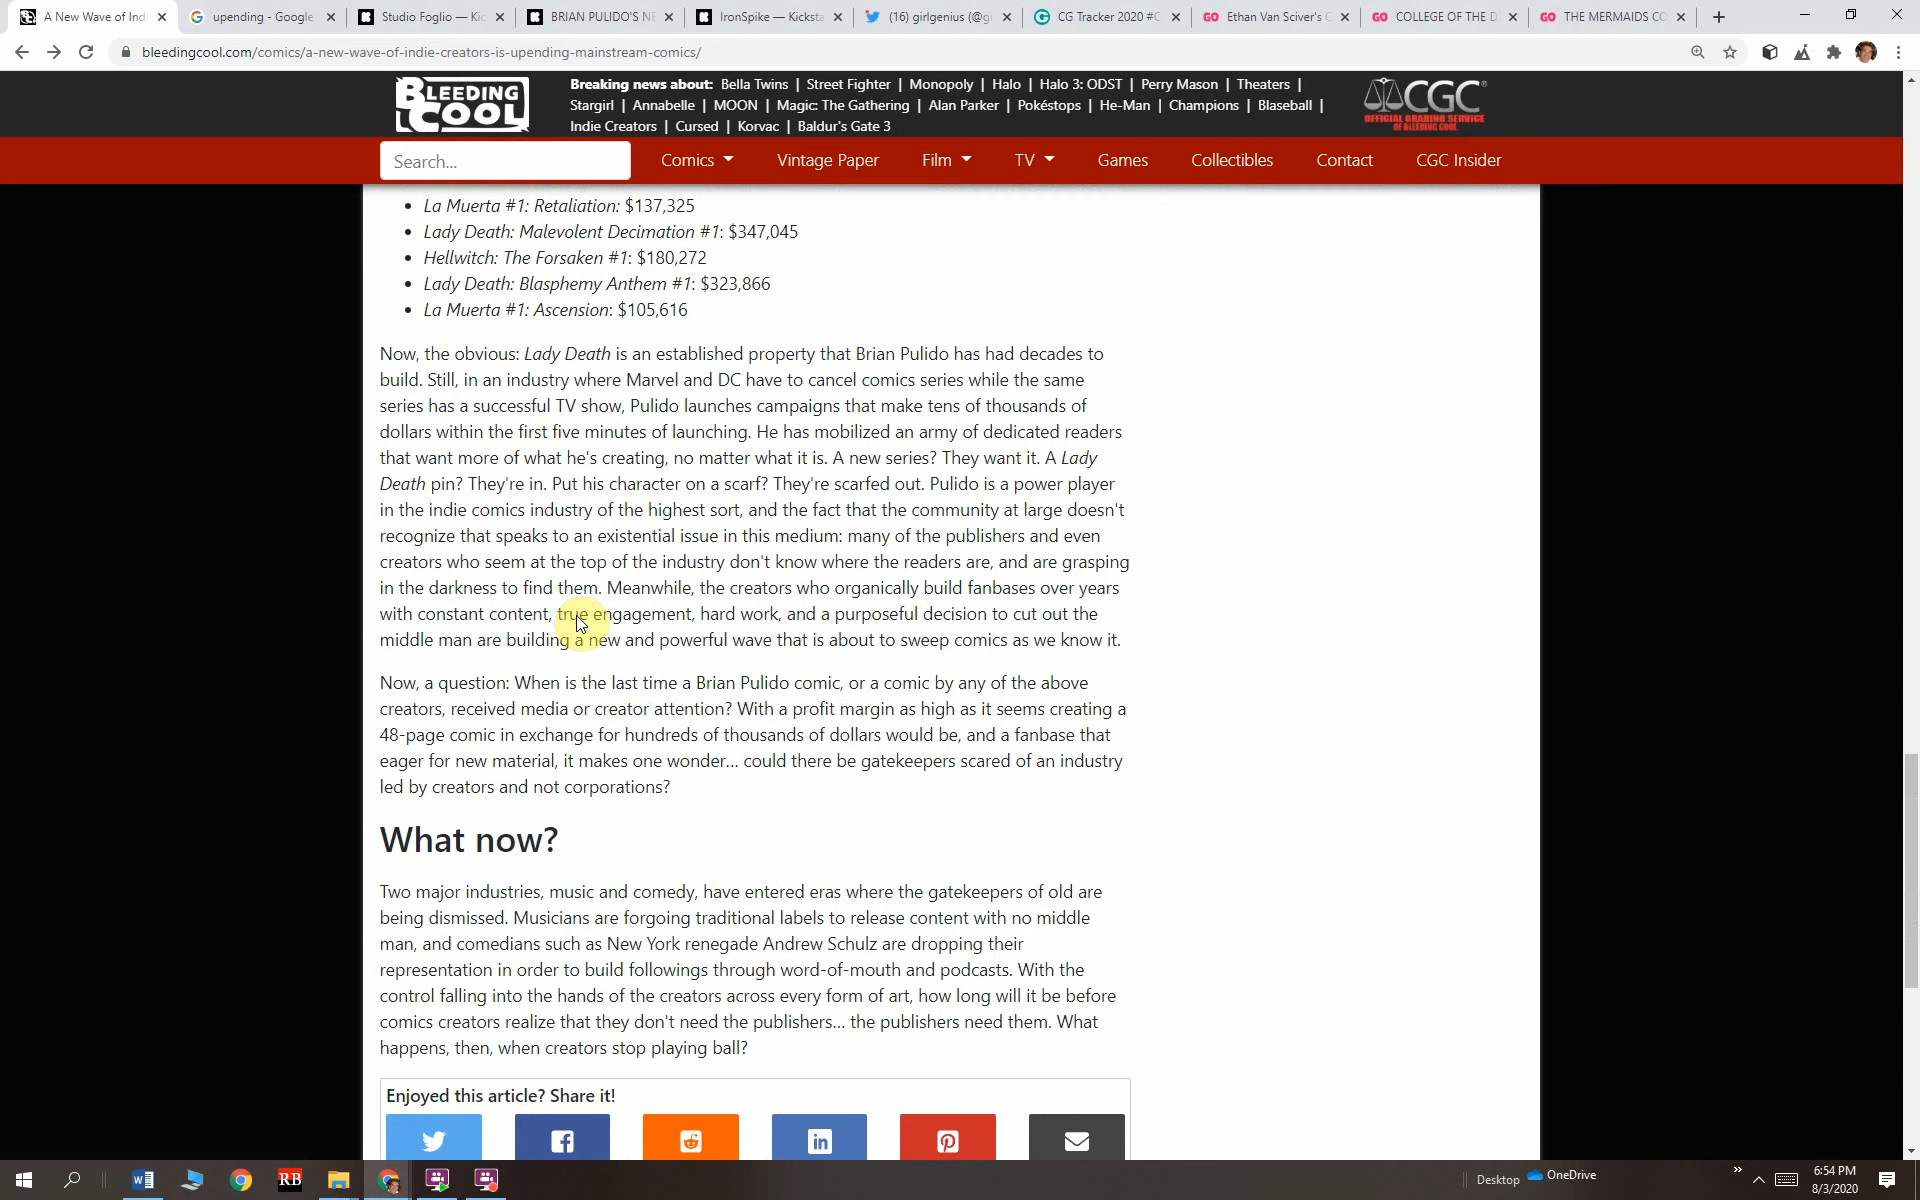 A New Wave of Indi
upending - Google
Studio Foglio — Kic
BRIAN PULIDO'S NE
IronSpike — Kicksta
(16) girlgenius (@gi
CG Tracker 2020 #C
GO Ethan Van Sciver's C
GO COLLEGE OF THE D
GO THE MERMAIDS CO
bleedingcool.com/comics/a-new-wave-of-indie-creators-is-upending-mainstream-comics/
BLEEDING COOL
Breaking news about: Bella Twins | Street Fighter | Monopoly | Halo | Halo 3: ODST | Perry Mason | Theaters |
Stargirl | Annabelle | MOON | Magic: The Gathering | Alan Parker | Pokéstops | He-Man | Champions | Blaseball |
Indie Creators | Cursed | Korvac | Baldur's Gate 3
CGC
OFFICIAL GRADING SERVICE
OF BLEEDING COOL
Search...
Comics
Vintage Paper
Film
TV
Games
Collectibles
Contact
CGC Insider
• La Muerta #1: Retaliation: $137,325
• Lady Death: Malevolent Decimation #1: $347,045
• Hellwitch: The Forsaken #1: $180,272
• Lady Death: Blasphemy Anthem #1: $323,866
• La Muerta #1: Ascension: $105,616
Now, the obvious: Lady Death is an established property that Brian Pulido has had decades to
build. Still, in an industry where Marvel and DC have to cancel comics series while the same
series has a successful TV show, Pulido launches campaigns that make tens of thousands of
dollars within the first five minutes of launching. He has mobilized an army of dedicated readers
that want more of what he's creating, no matter what it is. A new series? They want it. A Lady
Death pin? They're in. Put his character on a scarf? They're scarfed out. Pulido is a power player
in the indie comics industry of the highest sort, and the fact that the community at large doesn't
recognize that speaks to an existential issue in this medium: many of the publishers and even
creators who seem at the top of the industry don't know where the readers are, and are grasping
in the darkness to find them. Meanwhile, the creators who organically build fanbases over years
with constant content, true engagement, hard work, and a purposeful decision to cut out the
middle man are building a new and powerful wave that is about to sweep comics as we know it.
Now, a question: When is the last time a Brian Pulido comic, or a comic by any of the above
creators, received media or creator attention? With a profit margin as high as it seems creating a
48-page comic in exchange for hundreds of thousands of dollars would be, and a fanbase that
eager for new material, it makes one wonder... could there be gatekeepers scared of an industry
led by creators and not corporations?
What now?
Two major industries, music and comedy, have entered eras where the gatekeepers of old are
being dismissed. Musicians are forgoing traditional labels to release content with no middle
man, and comedians such as New York renegade Andrew Schulz are dropping their
representation in order to build followings through word-of-mouth and podcasts. With the
control falling into the hands of the creators across every form of art, how long will it be before
comics creators realize that they don't need the publishers... the publishers need them. What
happens, then, when creators stop playing ball?
Enjoyed this article? Share it!
RB
Desktop
OneDrive
6:54 PM
8/3/2020